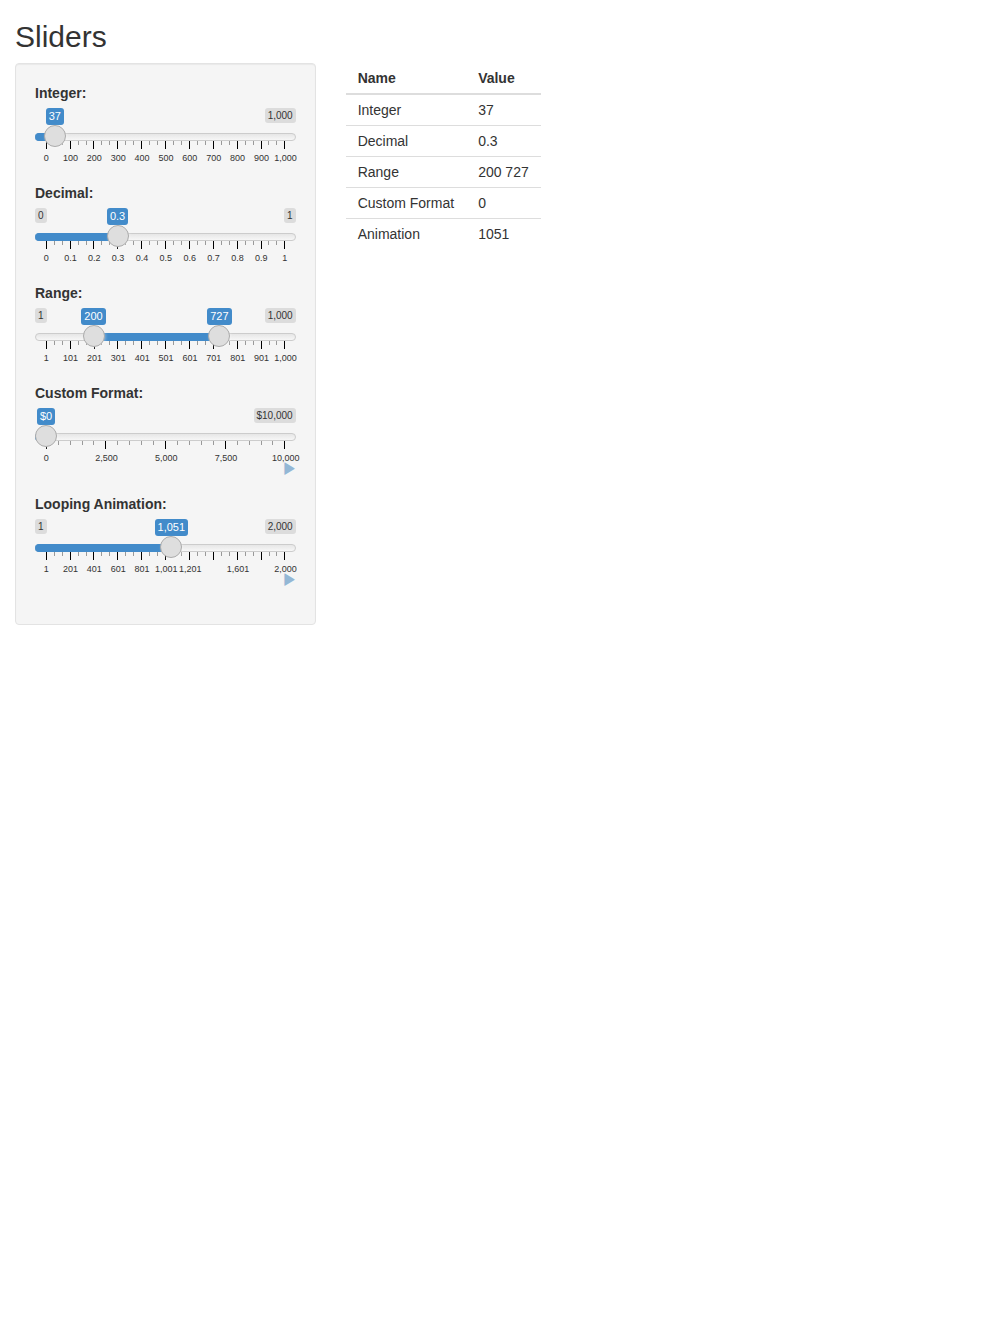 Sliders
Integer:
37 1,000
0 100 200 300 400 500 600 700 800 900 1,000
Decimal:
0 0.3 1
0 0.1 0.2 0.3 0.4 0.5 0.6 0.7 0.8 0.9 1
Range:
1 200 727 1,000
1 101 201 301 401 501 601 701 801 901 1,000
Custom Format:
$0 $10,000
0 2,500 5,000 7,500 10,000
Looping Animation:
1 1,051 2,000
1 201 401 601 801 1,001 1,201 1,601 2,000
Name Value
Integer 37
Decimal 0.3
Range 200 727
Custom Format 0
Animation 1051